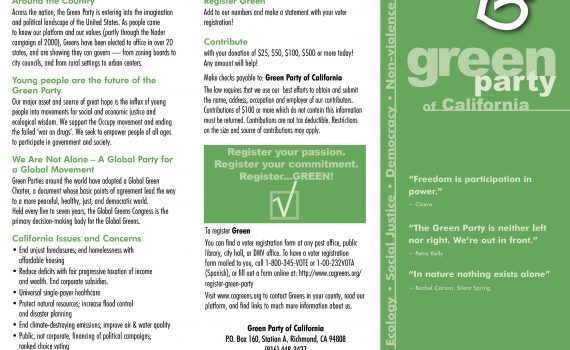 Around the Country
Across the nation, the Green Party is entering into the imagination
and political landscape of the United States. As people came
to know our platform and our values (partly through the Nader
campaign of 2000), Greens have been elected to office in over 20
states, and are showing they can govern — from zoning boards to
city councils, and from rural settings to urban centers.
Young people are the future of the
Green Party
Our major asset and source of great hope is the influx of young
people into movements for social and economic justice and
ecological wisdom. We support the Occupy movement and ending
the failed 'war on drugs'. We seek to empower people of all ages
to participate in government and society.
We Are Not Alone – A Global Party for
a Global Movement
Green Parties around the world have adopted a Global Green
Charter, a document whose basic points of agreement lead the way
to a more peaceful, healthy, just, and democratic world.
Held every five to seven years, the Global Greens Congress is the
primary decision-making body for the Global Greens.
California Issues and Concerns
• End unjust foreclosures; end homelessness with
affordable housing
• Reduce deficits with fair progressive taxation of income
and wealth. End corporate subsidies.
• Universal single-payer healthcare
• Protect natural resources; increase flood control
and disaster planning
• End climate-destroying emissions; improve air & water quality
• Public, not corporate, financing of political campaigns;
ranked choice voting
Register Green
Add to our numbers and make a statement with your voter
registration!
Contribute
with your donation of $25, $50, $100, $500 or more today!
Any amount will help!
Make checks payable to: Green Party of California
The law requires that we use our best efforts to obtain and submit
the name, address, occupation and employer of our contributors.
Contributions of $100 or more which do not contain this information
must be returned. Contributions are not tax deductible. Restrictions
on the size and source of contributions may apply.
Register your passion.
Register your commitment.
Register...GREEN!
To register Green
You can find a voter registration form at any post office, public
library, city hall, or DMV office. To have a voter registration
form mailed to you, call 1-800-345-VOTE or 1-00-232VOTA
(Spanish), or fill out a form online at: http://www.cagreens.org/
register-green-party
Visit www.cagreens.org to contact Greens in your county, read our
platform, and find links to much more information about us.
Green Party of California
P.O. Box 160, Station A, Richmond, CA 94808
(916) 448-3437
Ecology • Social Justice • Democracy • Non-violence
green
party
of California
"Freedom is participation in
power."
– Cicero
"The Green Party is neither left
nor right. We're out in front."
– Petra Kelly
"In nature nothing exists alone"
– Rachel Carson, Silent Spring